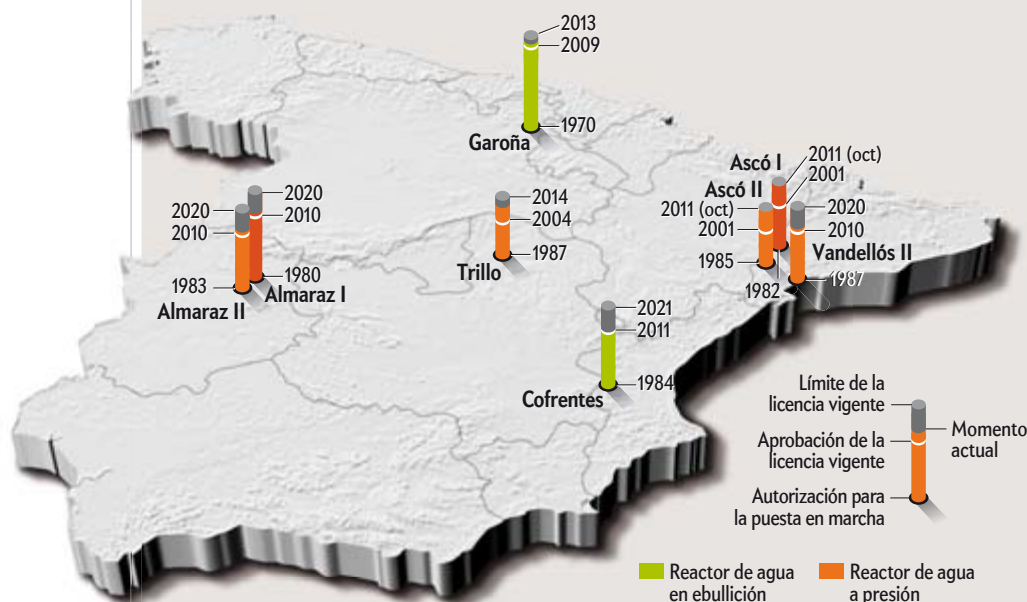 2013
2009
1970
Garoña
Ascó I
2011 (oct)
2001
Ascó II
2011 (oct)
2001
1985
1982
2020
2010
Vandellós II
1987
2020
2010
1980
Almaraz I
2020
2010
1983
Almaraz II
2014
2004
1987
Trillo
2021
2011
1984
Cofrentes
Límite de la
licencia vigente
Momento
actual
Aprobación de la
licencia vigente
Autorización para
la puesta en marcha
Reactor de agua
en ebullición
Reactor de agua
a presión